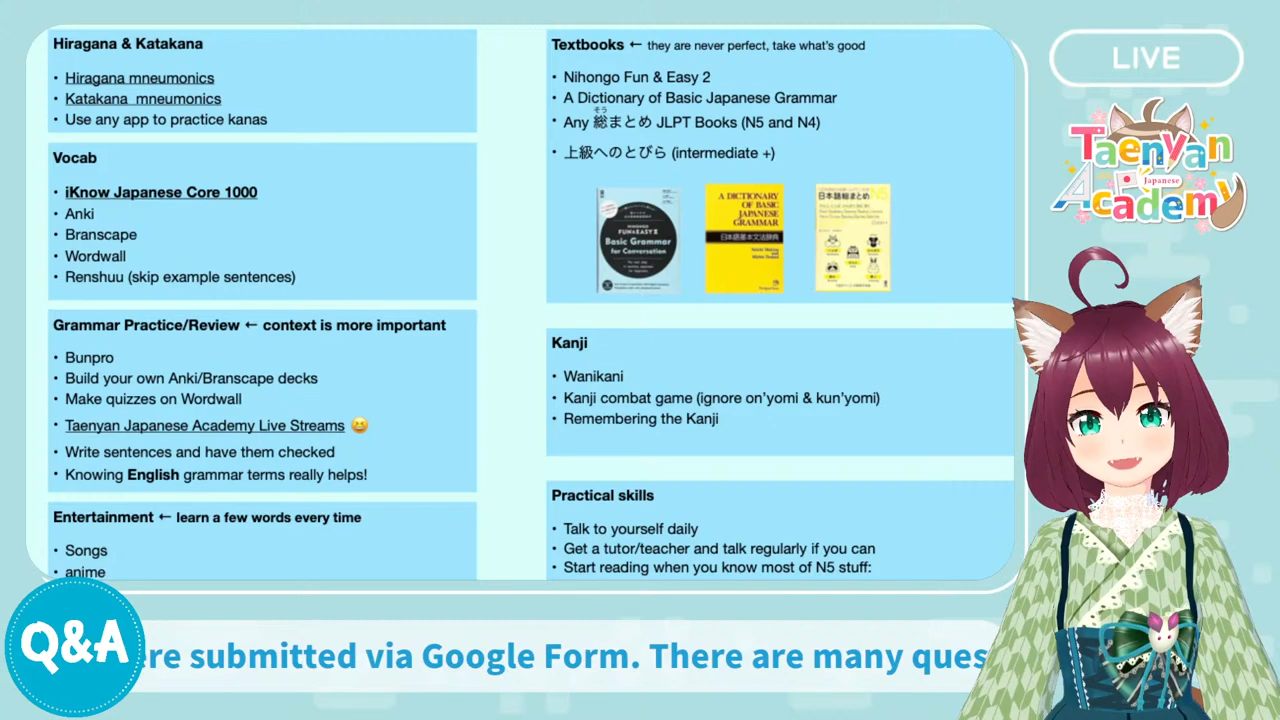 Hiragana & Katakana
• Hiragana mneumonics
• Katakana mneumonics
• Use any app to practice kanas
Vocab
• iKnow Japanese Core 1000
• Anki
• Branscape
• Wordwall
• Renshuu (skip example sentences)
Grammar Practice/Review ← context is more important
• Bunpro
• Build your own Anki/Branscape decks
• Make quizzes on Wordwall
• Taenyan Japanese Academy Live Streams 😆
• Write sentences and have them checked
• Knowing English grammar terms really helps!
Entertainment ← learn a few words every time
• Songs
• anime
Textbooks ← they are never perfect, take what's good
• Nihongo Fun & Easy 2
• A Dictionary of Basic Japanese Grammar
そう
• Any 総まとめ JLPT Books (N5 and N4)
• 上級へのとびら (intermediate +)
NIHONGO
FUN & EASY II
Basic Grammar
for Conversation
A DICTIONARY
OF BASIC
JAPANESE
GRAMMAR
日本語基本文法辞典
日本語総まとめ
Kanji
• Wanikani
• Kanji combat game (ignore on'yomi & kun'yomi)
• Remembering the Kanji
Practical skills
• Talk to yourself daily
• Get a tutor/teacher and talk regularly if you can
• Start reading when you know most of N5 stuff:
LIVE
Taenyan
Japanese
Academy
Q&A
ere submitted via Google Form. There are many ques